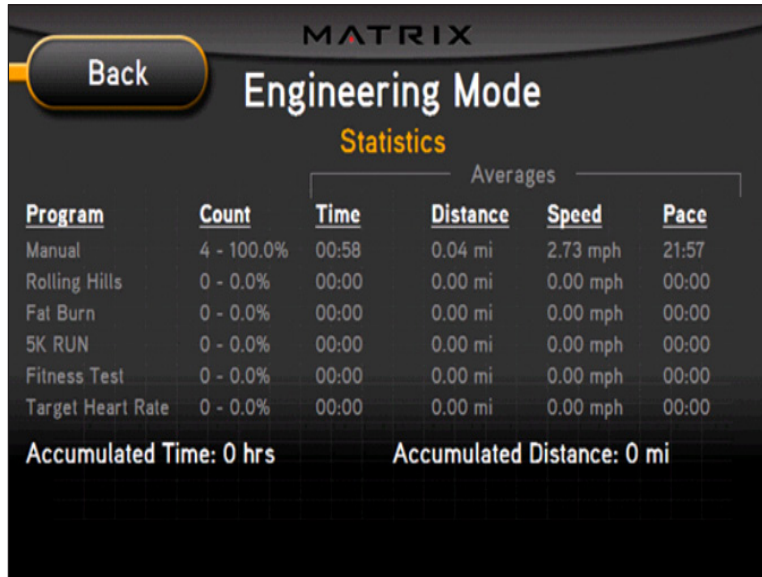 MATRIX
Back
Engineering Mode
Statistics
Averages
Program Count Time Distance Speed Pace
Manual 4 - 100.0% 00:58 0.04 mi 2.73 mph 21:57
Rolling Hills 0 - 0.0% 00:00 0.00 mi 0.00 mph 00:00
Fat Burn 0 - 0.0% 00:00 0.00 mi 0.00 mph 00:00
5K RUN 0 - 0.0% 00:00 0.00 mi 0.00 mph 00:00
Fitness Test 0 - 0.0% 00:00 0.00 mi 0.00 mph 00:00
Target Heart Rate 0 - 0.0% 00:00 0.00 mi 0.00 mph 00:00
Accumulated Time: 0 hrs Accumulated Distance: 0 mi